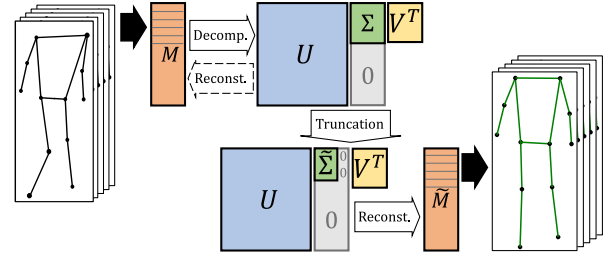 M
Decomp.
Reconst.
U
Σ
0
V^T
Truncation
U
Σ̃
0
0
0
V^T
Reconst.
M̃